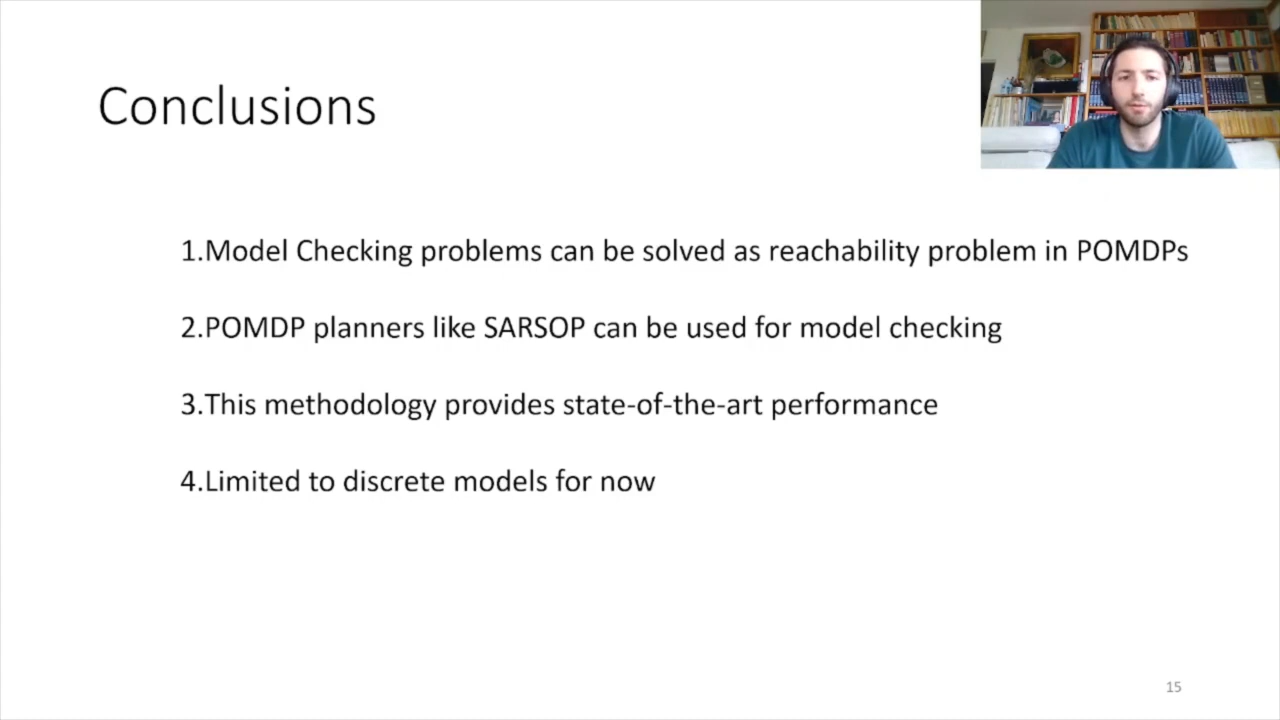 Conclusions
1.Model Checking problems can be solved as reachability problem in POMDPs
2.POMDP planners like SARSOP can be used for model checking
3.This methodology provides state-of-the-art performance
4.Limited to discrete models for now
15